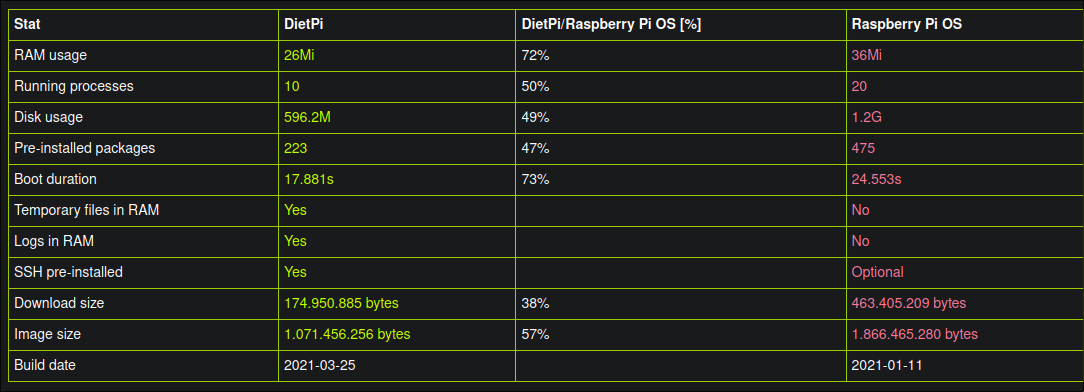 Stat DietPi DietPi/Raspberry Pi OS [%] Raspberry Pi OS
RAM usage 26Mi 72% 36Mi
Running processes 10 50% 20
Disk usage 596.2M 49% 1.2G
Pre-installed packages 223 47% 475
Boot duration 17.881s 73% 24.553s
Temporary files in RAM Yes No
Logs in RAM Yes No
SSH pre-installed Yes Optional
Download size 174.950.885 bytes 38% 463.405.209 bytes
Image size 1.071.456.256 bytes 57% 1.866.465.280 bytes
Build date 2021-03-25 2021-01-11